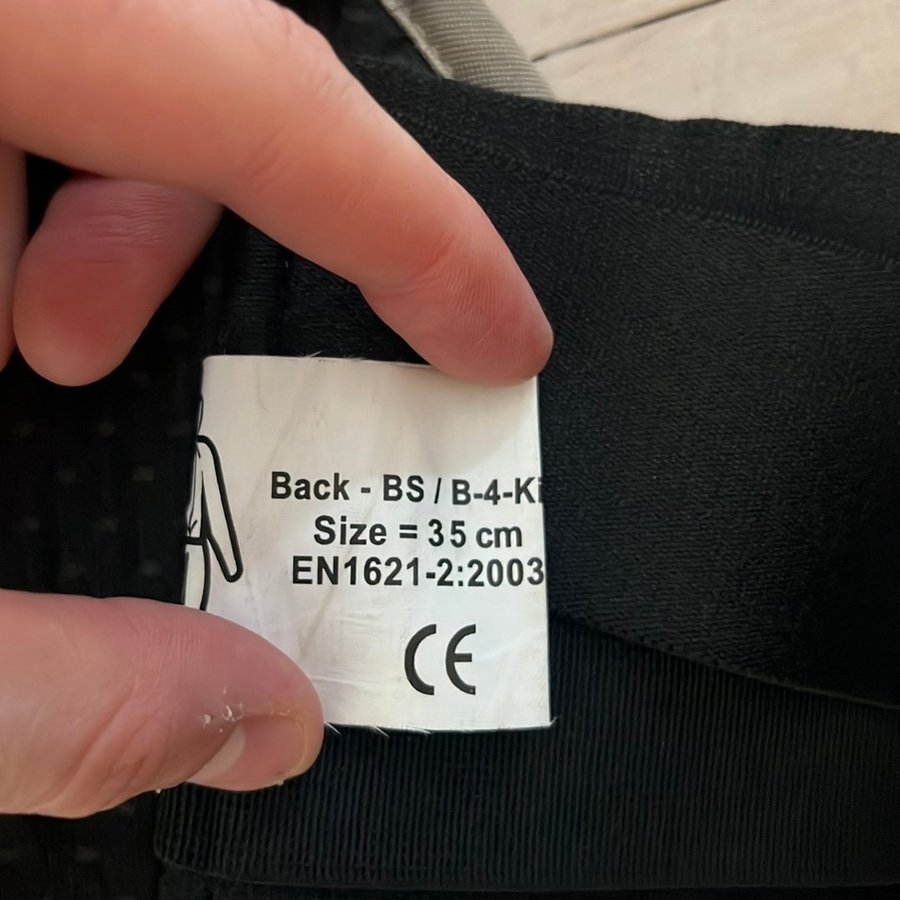 Back - BS / B-4-Ki
Size = 35 cm
EN1621-2:2003
CE